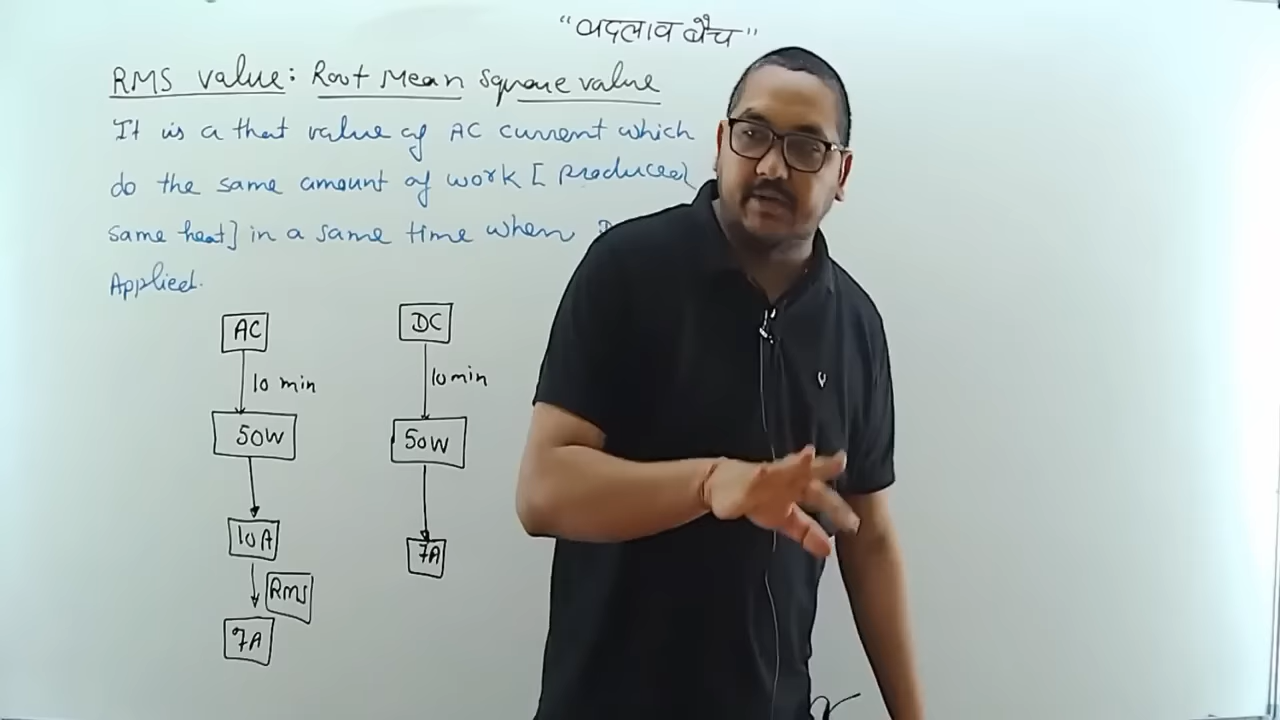 “बदलाव बैच”
RMS value: Root Mean Square value
It is a that value of AC current which
do the same amount of work [produced
same heat] in a same time when
Applied.
AC
DC
10 min
10 min
50W
50W
10A
7A
RMS
7A